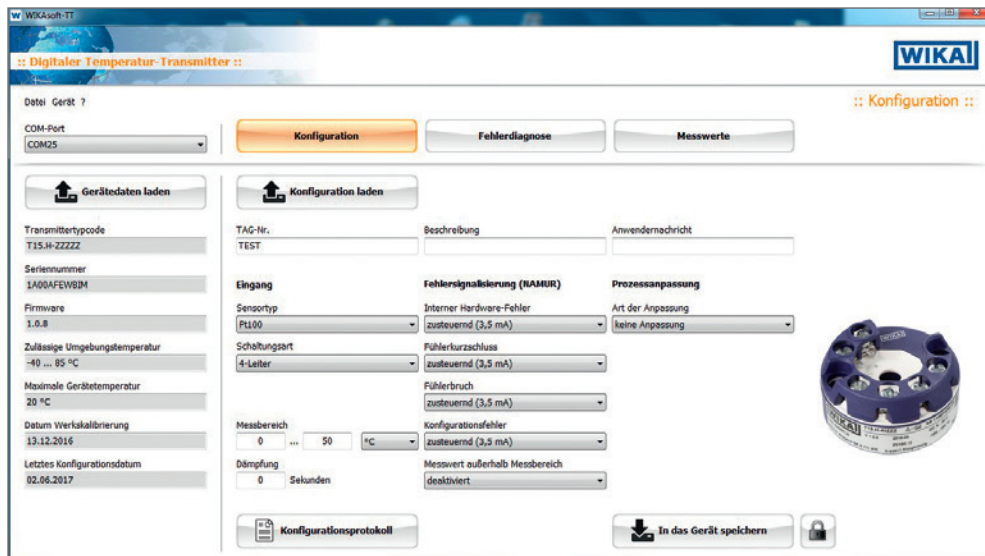 WIKAsoft-TT
:: Digitaler Temperatur-Transmitter ::
WIKA
Datei Gerät ?
:: Konfiguration ::
COM-Port
COM25
Konfiguration
Fehlerdiagnose
Messwerte
Gerätedaten laden
Konfiguration laden
Transmittertypcode
T15.H-ZZZZZ
Seriennummer
1A00AFEWBIM
Firmware
1.0.8
Zulässige Umgebungstemperatur
-40 ... 85 °C
Maximale Gerätetemperatur
20 °C
Datum Werkskalibrierung
13.12.2016
Letztes Konfigurationsdatum
02.06.2017
TAG-Nr.
TEST
Beschreibung
Anwendernachricht
Eingang
Sensortyp
Pt100
Schaltungsart
4-Leiter
Messbereich
0 ... 50 °C
Dämpfung
0 Sekunden
Fehlersignalisierung (NAMUR)
Interner Hardware-Fehler
zusteuernd (3,5 mA)
Fühlerkurzschluss
zusteuernd (3,5 mA)
Fühlerbruch
zusteuernd (3,5 mA)
Konfigurationsfehler
zusteuernd (3,5 mA)
Messwert außerhalb Messbereich
deaktiviert
Prozessanpassung
Art der Anpassung
keine Anpassung
WIKA
WIKA
Konfigurationsprotokoll
In das Gerät speichern